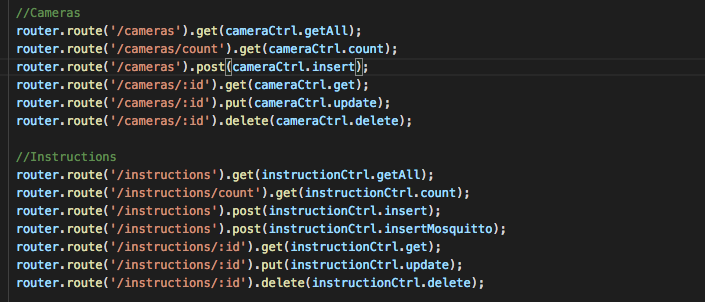 //Cameras
router.route('/cameras').get(cameraCtrl.getAll);
router.route('/cameras/count').get(cameraCtrl.count);
router.route('/cameras').post(cameraCtrl.insert);
router.route('/cameras/:id').get(cameraCtrl.get);
router.route('/cameras/:id').put(cameraCtrl.update);
router.route('/cameras/:id').delete(cameraCtrl.delete);
//Instructions
router.route('/instructions').get(instructionCtrl.getAll);
router.route('/instructions/count').get(instructionCtrl.count);
router.route('/instructions').post(instructionCtrl.insert);
router.route('/instructions').post(instructionCtrl.insertMosquitto);
router.route('/instructions/:id').get(instructionCtrl.get);
router.route('/instructions/:id').put(instructionCtrl.update);
router.route('/instructions/:id').delete(instructionCtrl.delete);